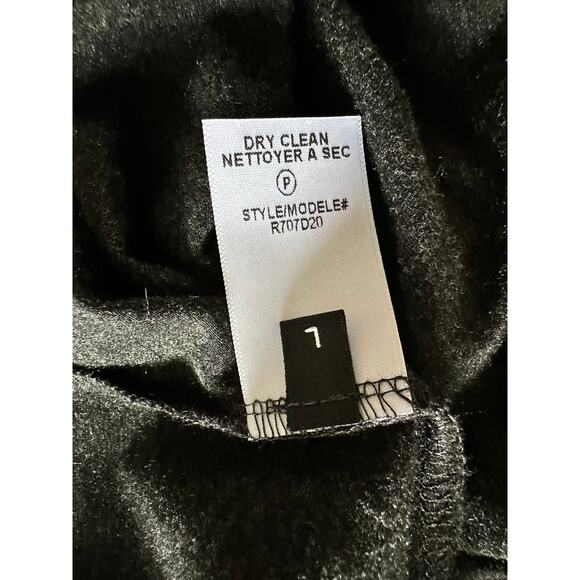 DRY CLEAN
NETTOYER A SEC
P
STYLE/MODELE#
R707D20
L